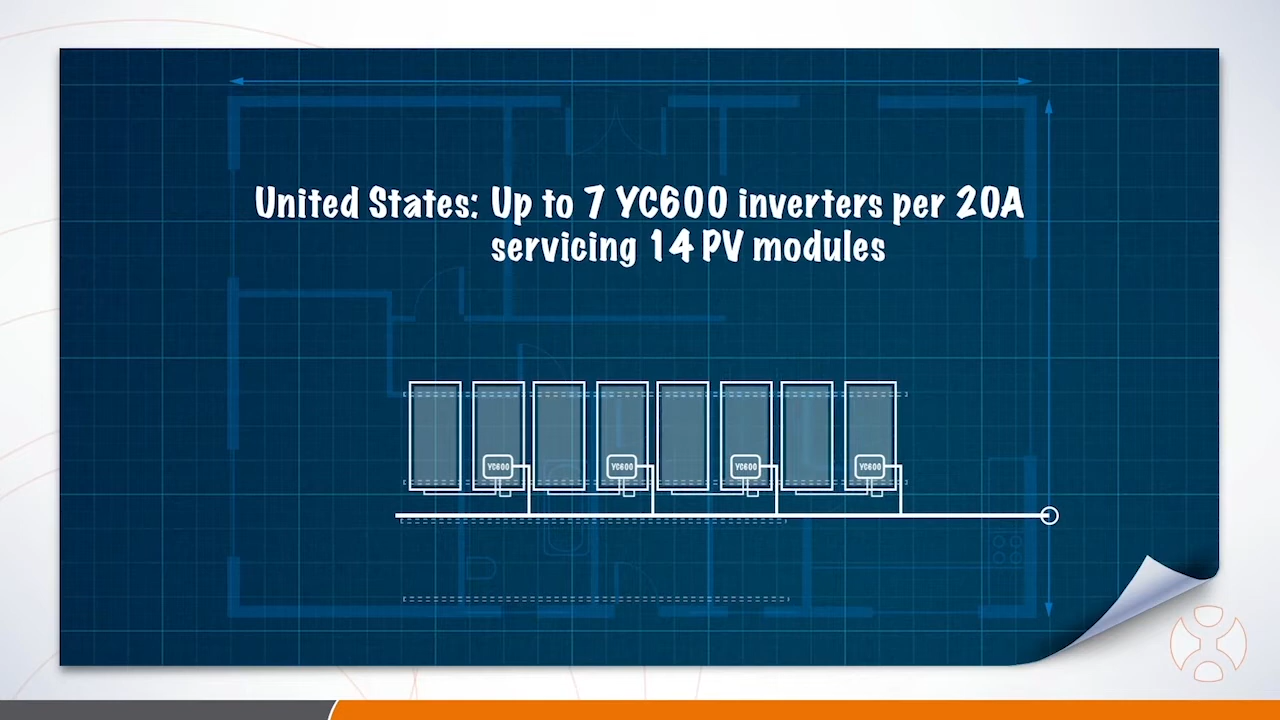 United States: Up to 7 YC600 inverters per 20A
servicing 14 PV modules
YC600 YC600 YC600 YC600